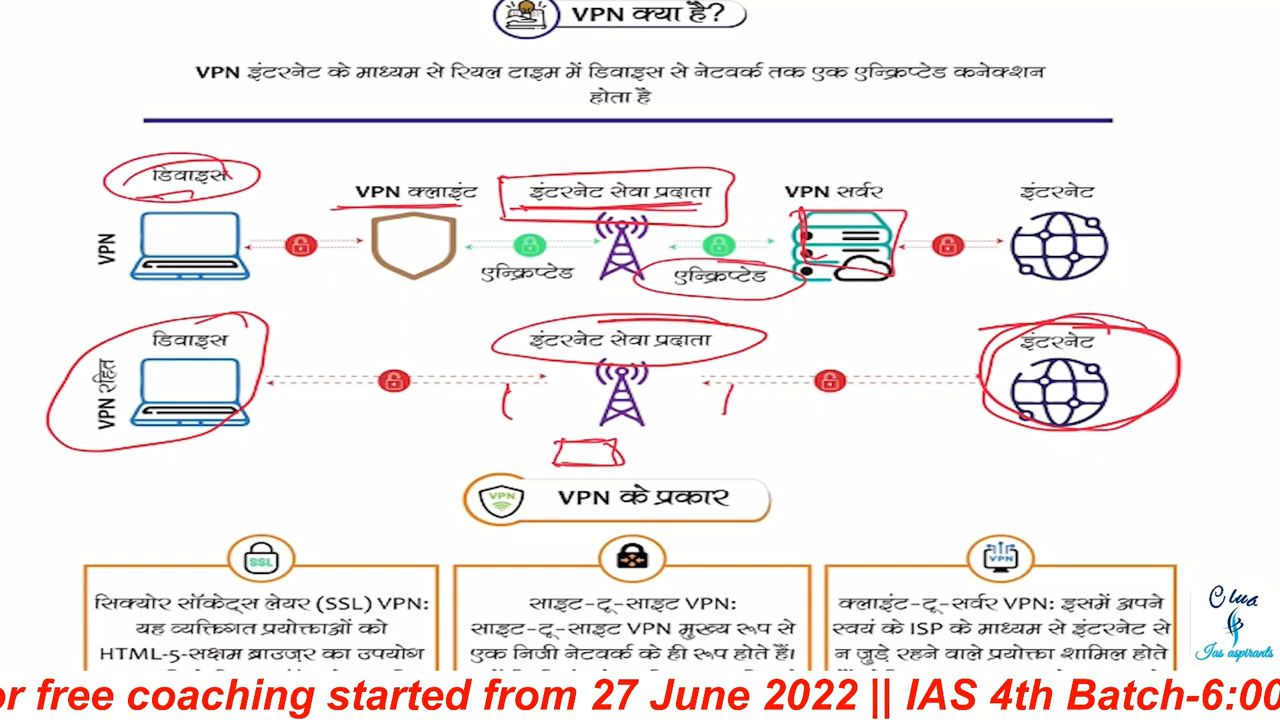 VPN क्या है?
VPN इंटरनेट के माध्यम से रियल टाइम में डिवाइस से नेटवर्क तक एक एन्क्रिप्टेड कनेक्शन
होता है
डिवाइस
VPN क्लाइंट
इंटरनेट सेवा प्रदाता
VPN सर्वर
इंटरनेट
VPN
एन्क्रिप्टेड
एन्क्रिप्टेड
डिवाइस
इंटरनेट सेवा प्रदाता
इंटरनेट
VPN रहित
VPN
VPN के प्रकार
SSL
VPN
सिक्योर सॉकेट्स लेयर (SSL) VPN:
यह व्यक्तिगत प्रयोक्ताओं को
HTML-5-सक्षम ब्राउज़र का उपयोग
साइट-टू-साइट VPN:
साइट-टू-साइट VPN मुख्य रूप से
एक निजी नेटवर्क के ही रूप होते हैं।
क्लाइंट-टू-सर्वर VPN: इसमें अपने
स्वयं के ISP के माध्यम से इंटरनेट से
न जुड़े रहने वाले प्रयोक्ता शामिल होते
Ias aspirants
or free coaching started from 27 June 2022 || IAS 4th Batch-6:00